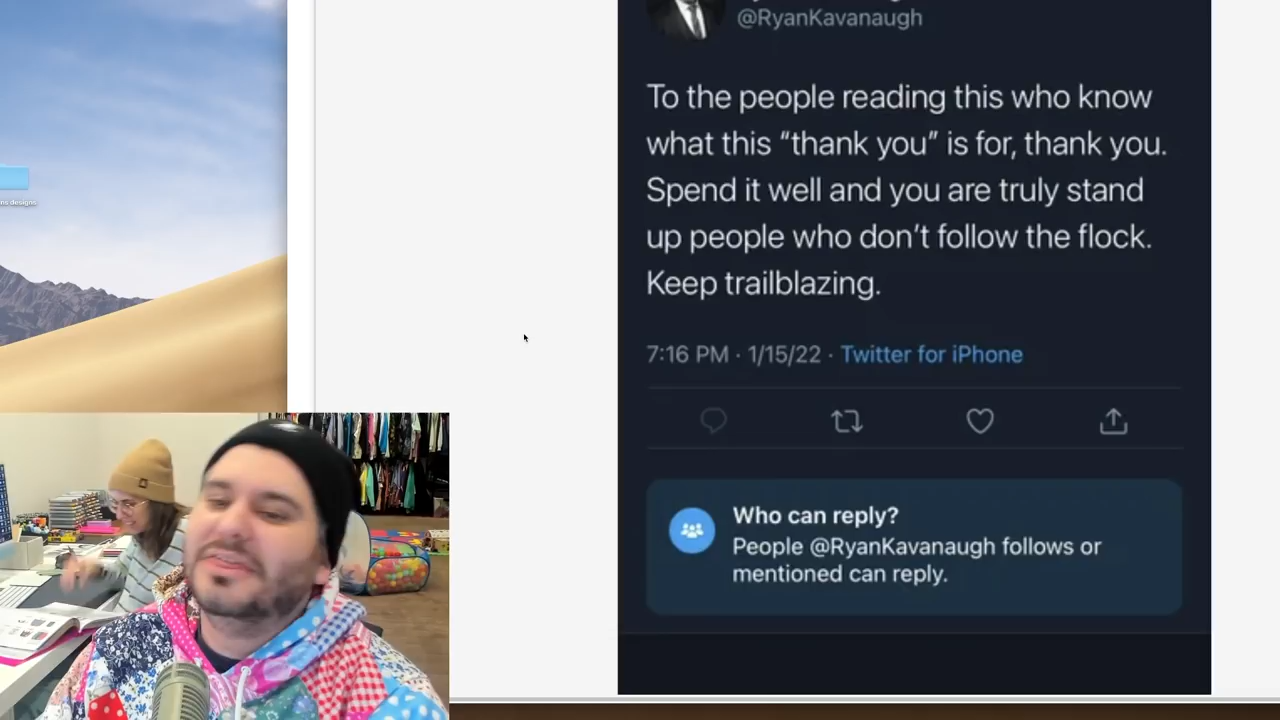 @RyanKavanaugh
To the people reading this who know
what this “thank you” is for, thank you.
Spend it well and you are truly stand
up people who don’t follow the flock.
Keep trailblazing.
7:16 PM · 1/15/22 · Twitter for iPhone
Who can reply?
People @RyanKavanaugh follows or
mentioned can reply.
designs